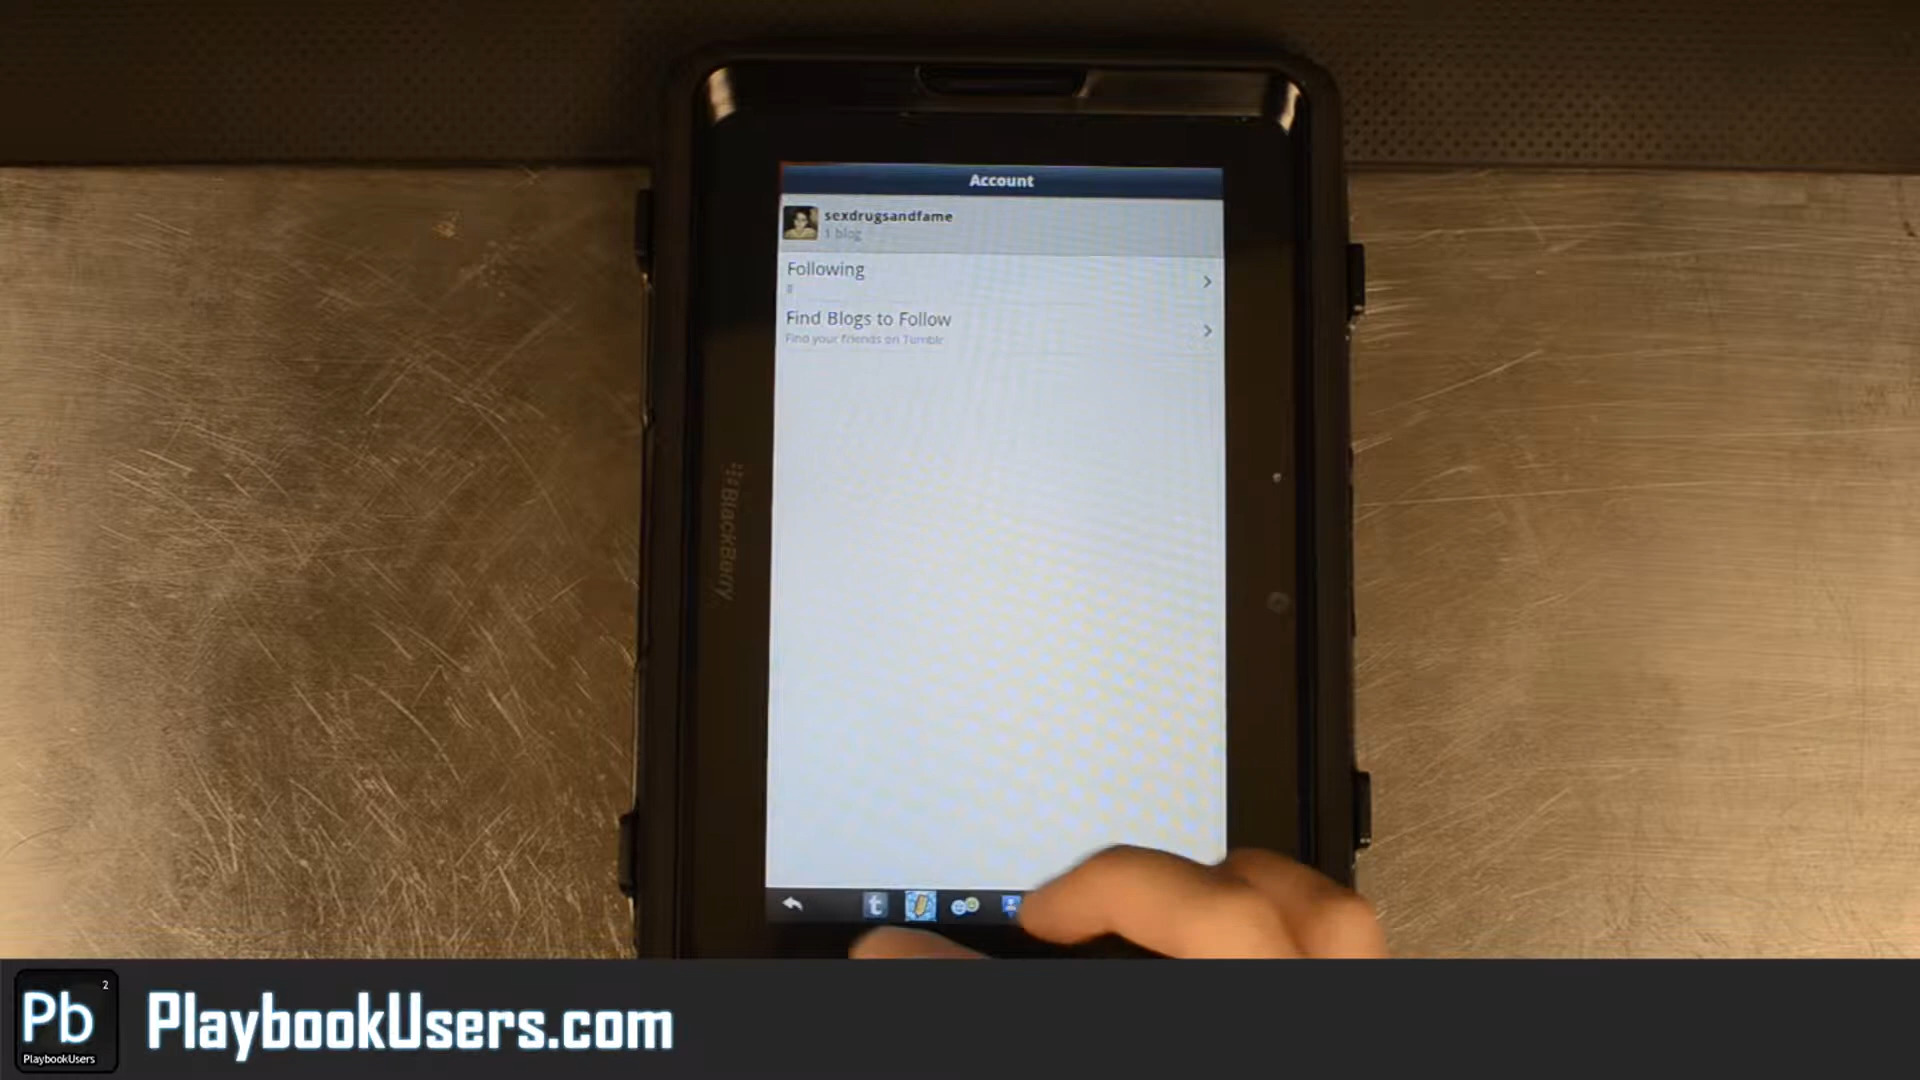 Account
sexdrugsandfame
1 blog
Following
8
Find Blogs to Follow
Find your friends on Tumblr
BlackBerry
t
Pb 2
PlaybookUsers
PlaybookUsers.com